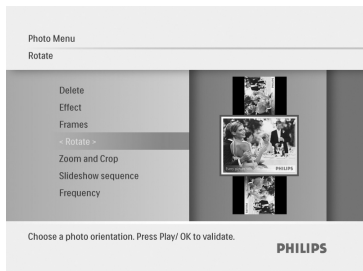 Photo Menu
Rotate
Delete
Effect
Frames
< Rotate >
Zoom and Crop
Slideshow sequence
Frequency
PHILIPS
Choose a photo orientation. Press Play/ OK to validate.
PHILIPS